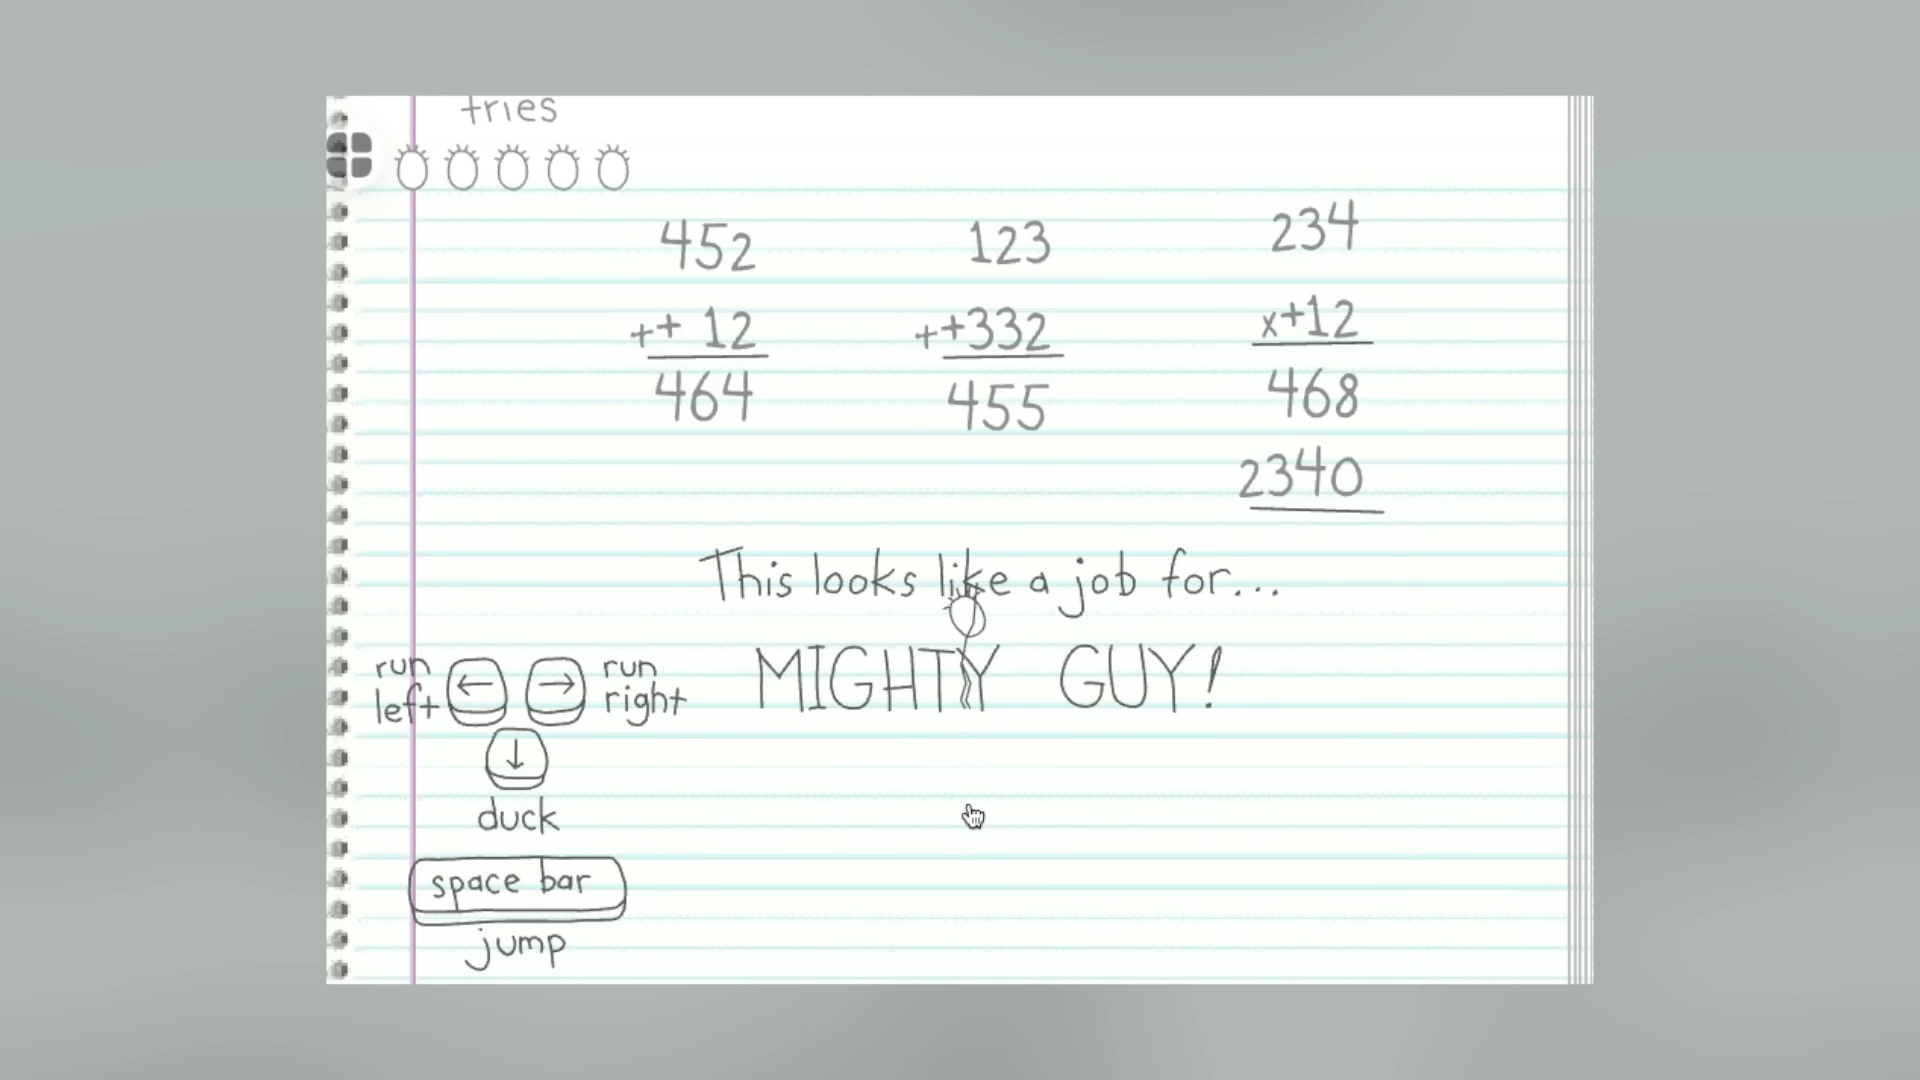 tries
452 123 234
++ 12 ++332 x+12
464 455 468
2340
This looks like a job for...
MIGHTY GUY!
run left ← → run right
↓
duck
space bar
jump